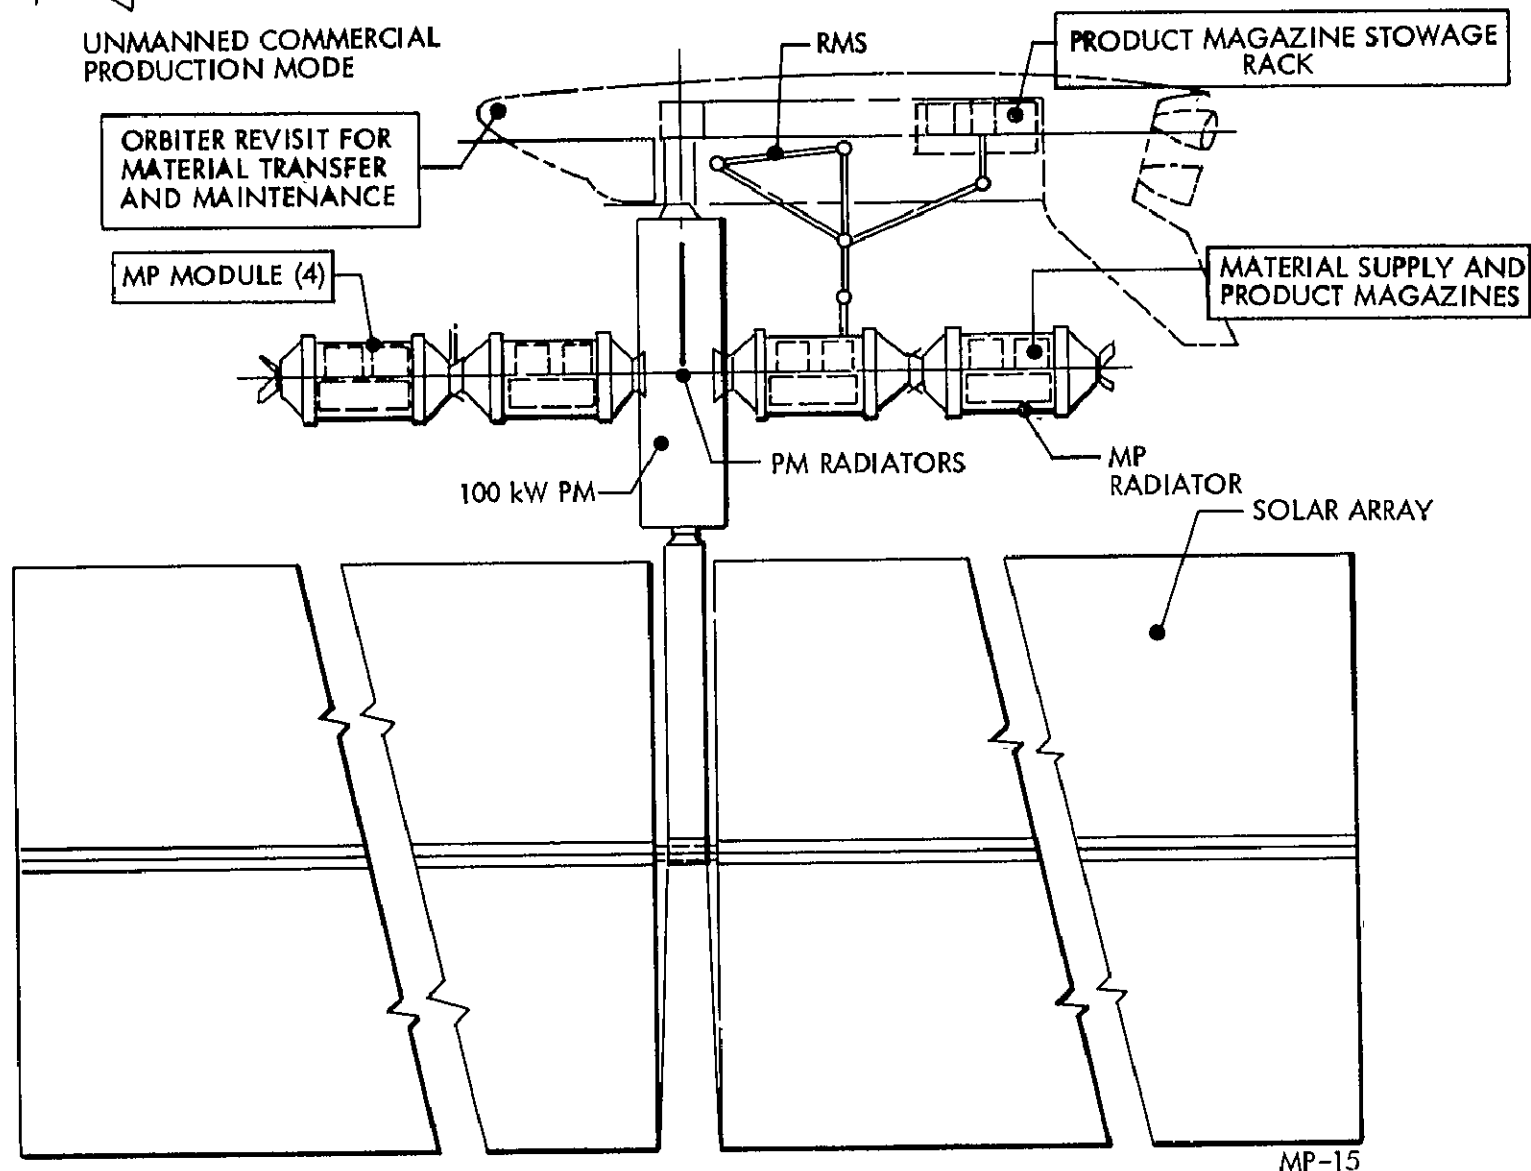 UNMANNED COMMERCIAL
PRODUCTION MODE
RMS
PRODUCT MAGAZINE STOWAGE
RACK
ORBITER REVISIT FOR
MATERIAL TRANSFER
AND MAINTENANCE
MP MODULE (4)
MATERIAL SUPPLY AND
PRODUCT MAGAZINES
PM RADIATORS
100 kW PM
MP
RADIATOR
SOLAR ARRAY
MP-15